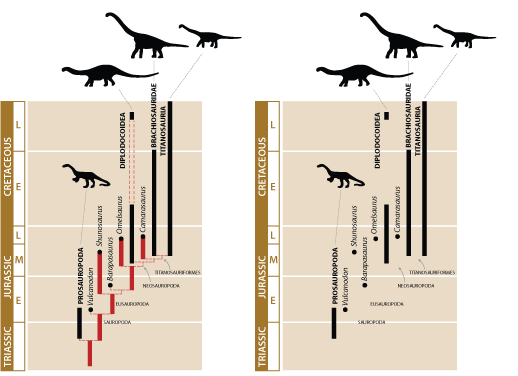 CRETACEOUS
JURASSIC
TRIASSIC
L
E
L
M
E
PROSAUROPODA
Vulcanodon
Shunosaurus
Barapasaurus
Omeisaurus
DIPLODOCOIDEA
Camarasaurus
BRACHIOSAURIDAE
TITANOSAURIA
TITANOSAURIFORMES
NEOSAUROPODA
EUSAUROPODA
SAUROPODA
CRETACEOUS
JURASSIC
TRIASSIC
L
E
L
M
E
PROSAUROPODA
Vulcanodon
Shunosaurus
Barapasaurus
Omeisaurus
DIPLODOCOIDEA
Camarasaurus
BRACHIOSAURIDAE
TITANOSAURIA
TITANOSAURIFORMES
NEOSAUROPODA
EUSAUROPODA
SAUROPODA